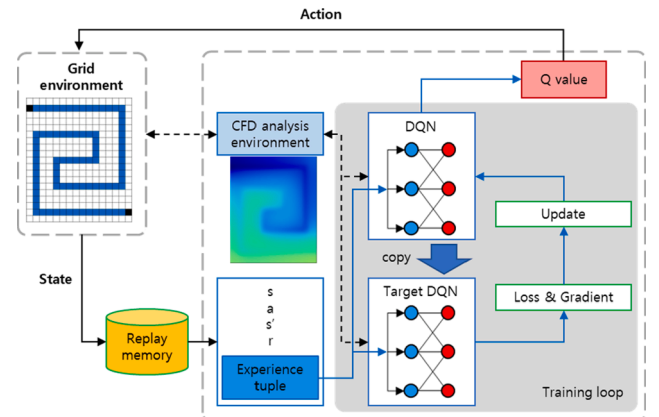 Action
Grid
environment
Q value
CFD analysis
environment
DQN
Update
copy
State
s
a
s'
r
Target DQN
Loss & Gradient
Replay
memory
Experience
tuple
Training loop